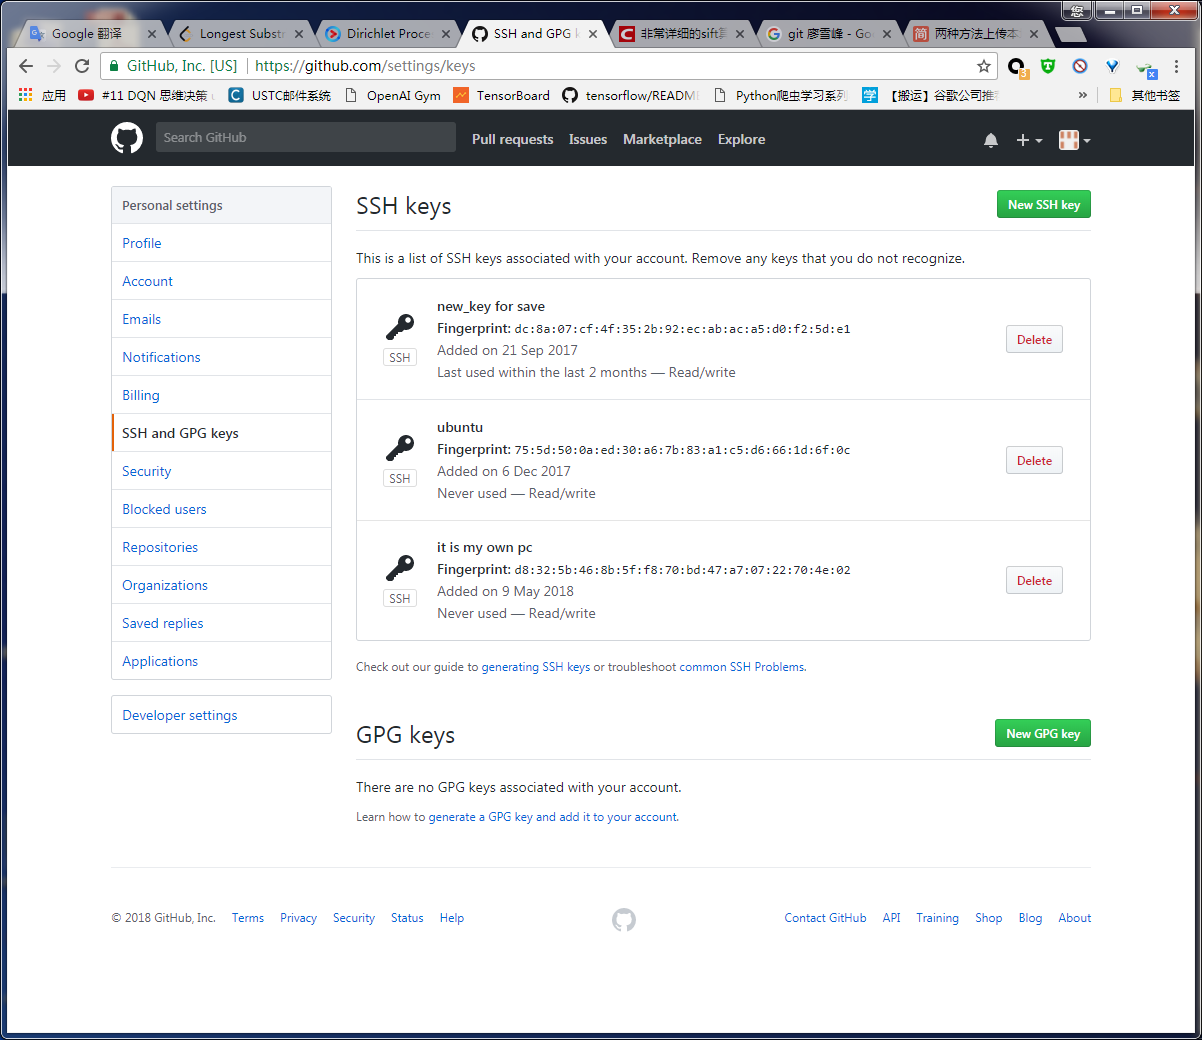 您
Google 翻译
Longest Substr
Dirichlet Proce
SSH and GPG k
非常详细的sift
git 廖雪峰 - Goo
两种方法上传本
GitHub, Inc. [US]
https://github.com/settings/keys
3
应用
#11 DQN 思维决策
USTC邮件系统
OpenAI Gym
TensorBoard
tensorflow/README
Python爬虫学习系列
学
【搬运】谷歌公司推
»
其他书签
Search GitHub
Pull requests
Issues
Marketplace
Explore
Personal settings
Profile
Account
Emails
Notifications
Billing
SSH and GPG keys
Security
Blocked users
Repositories
Organizations
Saved replies
Applications
Developer settings
SSH keys
New SSH key
This is a list of SSH keys associated with your account. Remove any keys that you do not recognize.
new_key for save
Fingerprint: dc:8a:07:cf:4f:35:2b:92:ec:ab:ac:a5:d0:f2:5d:e1
Added on 21 Sep 2017
Last used within the last 2 months — Read/write
SSH
Delete
ubuntu
Fingerprint: 75:5d:50:0a:ed:30:a6:7b:83:a1:c5:d6:66:1d:6f:0c
Added on 6 Dec 2017
Never used — Read/write
SSH
Delete
it is my own pc
Fingerprint: d8:32:5b:46:8b:5f:f8:70:bd:47:a7:07:22:70:4e:02
Added on 9 May 2018
Never used — Read/write
SSH
Delete
Check out our guide to generating SSH keys or troubleshoot common SSH Problems.
GPG keys
New GPG key
There are no GPG keys associated with your account.
Learn how to generate a GPG key and add it to your account.
© 2018 GitHub, Inc.
Terms
Privacy
Security
Status
Help
Contact GitHub
API
Training
Shop
Blog
About